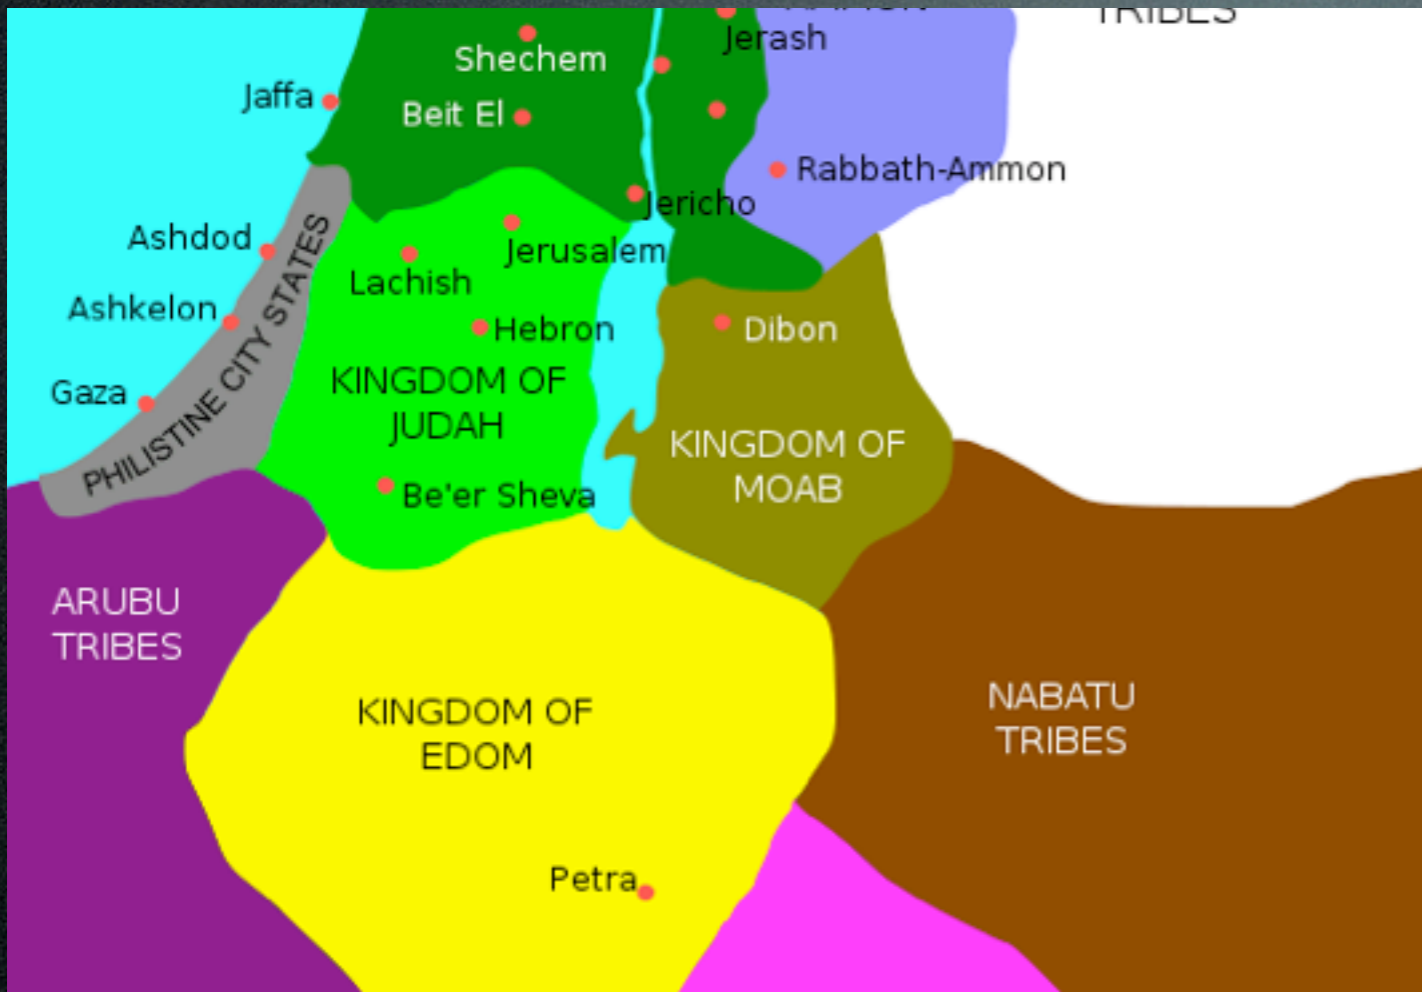 TRIBES
Jerash
Shechem
Jaffa
Beit El
Rabbath-Ammon
Jericho
Ashdod
Jerusalem
Lachish
Ashkelon
Hebron
Dibon
PHILISTINE CITY STATES
KINGDOM OF
JUDAH
Gaza
KINGDOM OF
MOAB
Be'er Sheva
ARUBU
TRIBES
KINGDOM OF
EDOM
NABATU
TRIBES
Petra